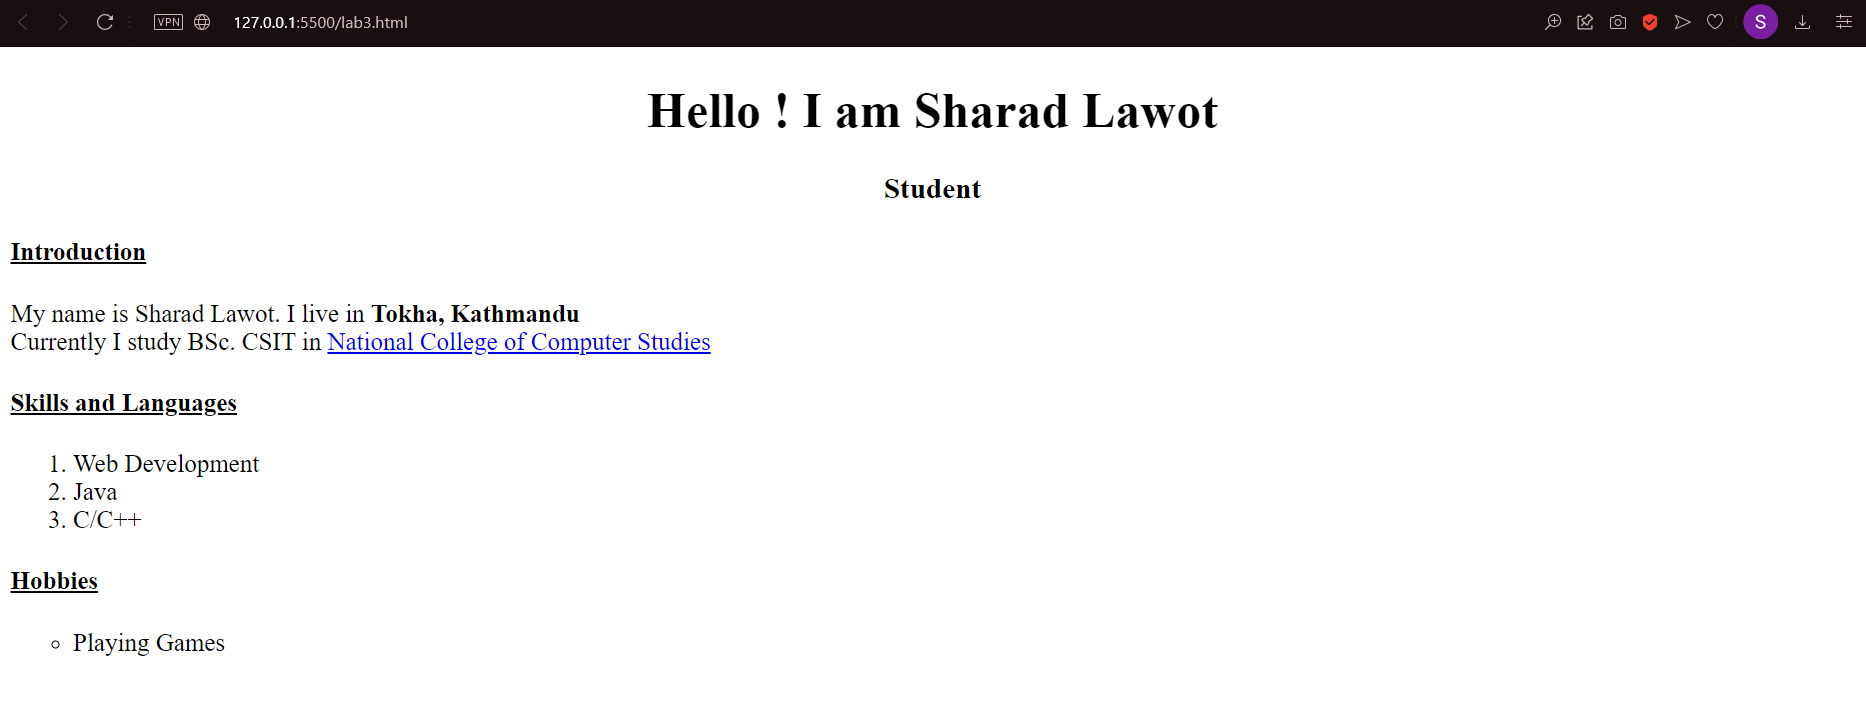 VPN 127.0.0.1:5500/lab3.html S
Hello ! I am Sharad Lawot
Student
Introduction
My name is Sharad Lawot. I live in Tokha, Kathmandu
Currently I study BSc. CSIT in National College of Computer Studies
Skills and Languages
1. Web Development
2. Java
3. C/C++
Hobbies
Playing Games